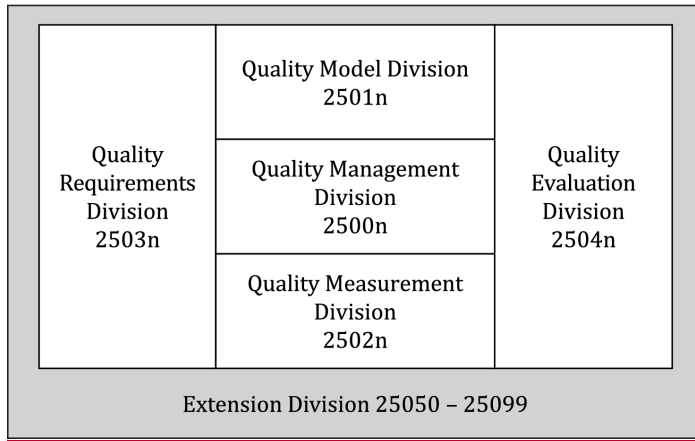 Quality
Requirements
Division
2503n
Quality Model Division
2501n
Quality Management
Division
2500n
Quality Measurement
Division
2502n
Quality
Evaluation
Division
2504n
Extension Division 25050 – 25099